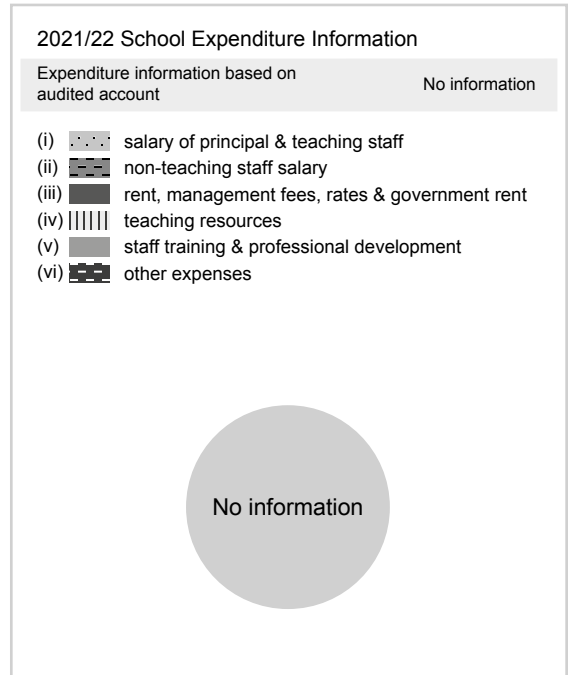 2021/22 School Expenditure Information
Expenditure information based on
audited account
No information
(i) salary of principal & teaching staff
(ii) non-teaching staff salary
(iii) rent, management fees, rates & government rent
(iv) teaching resources
(v) staff training & professional development
(vi) other expenses
No information